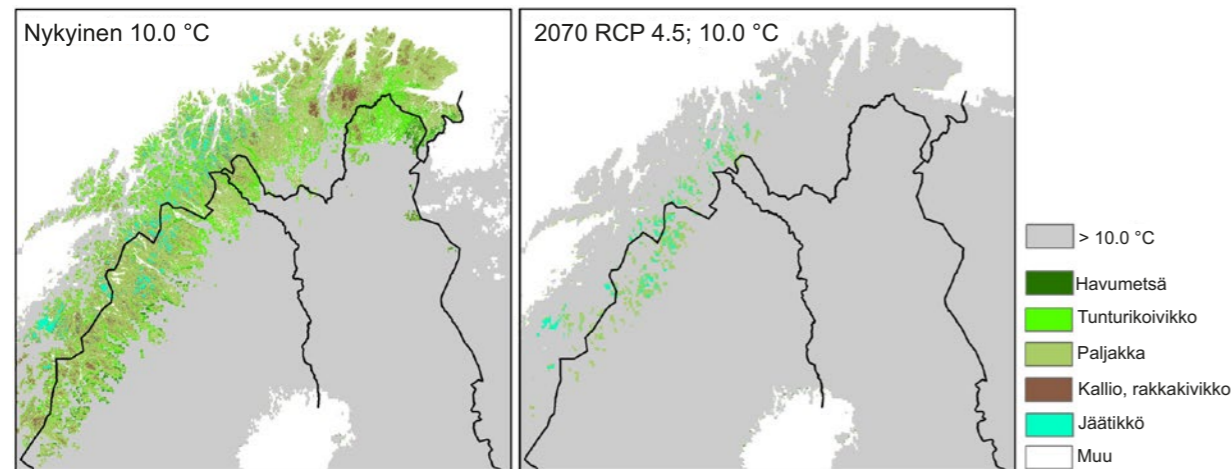 Nykyinen 10.0 °C
2070 RCP 4.5; 10.0 °C
> 10.0 °C
Havumetsä
Tunturikoivikko
Paljakka
Kallio, rakkakivikko
Jäätikkö
Muu